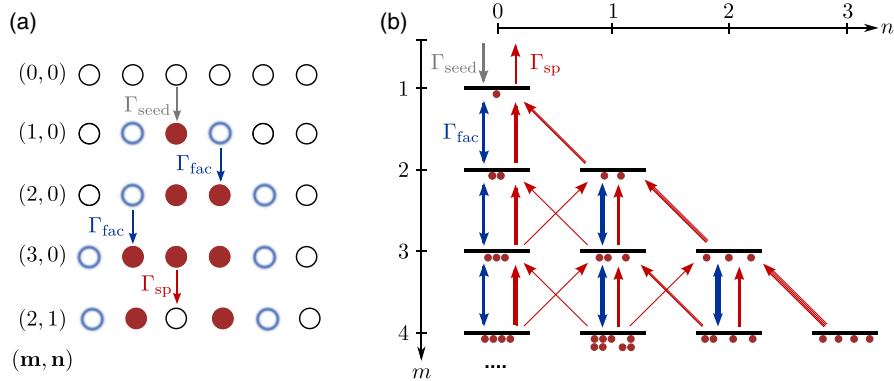 (a)
(0, 0)
Γseed
(1, 0)
Γfac
(2, 0)
Γfac
(3, 0)
Γsp
(2, 1)
(m, n)
(b)
0 1 2 3
n
Γseed Γsp
1
Γfac
2
3
4
m
....